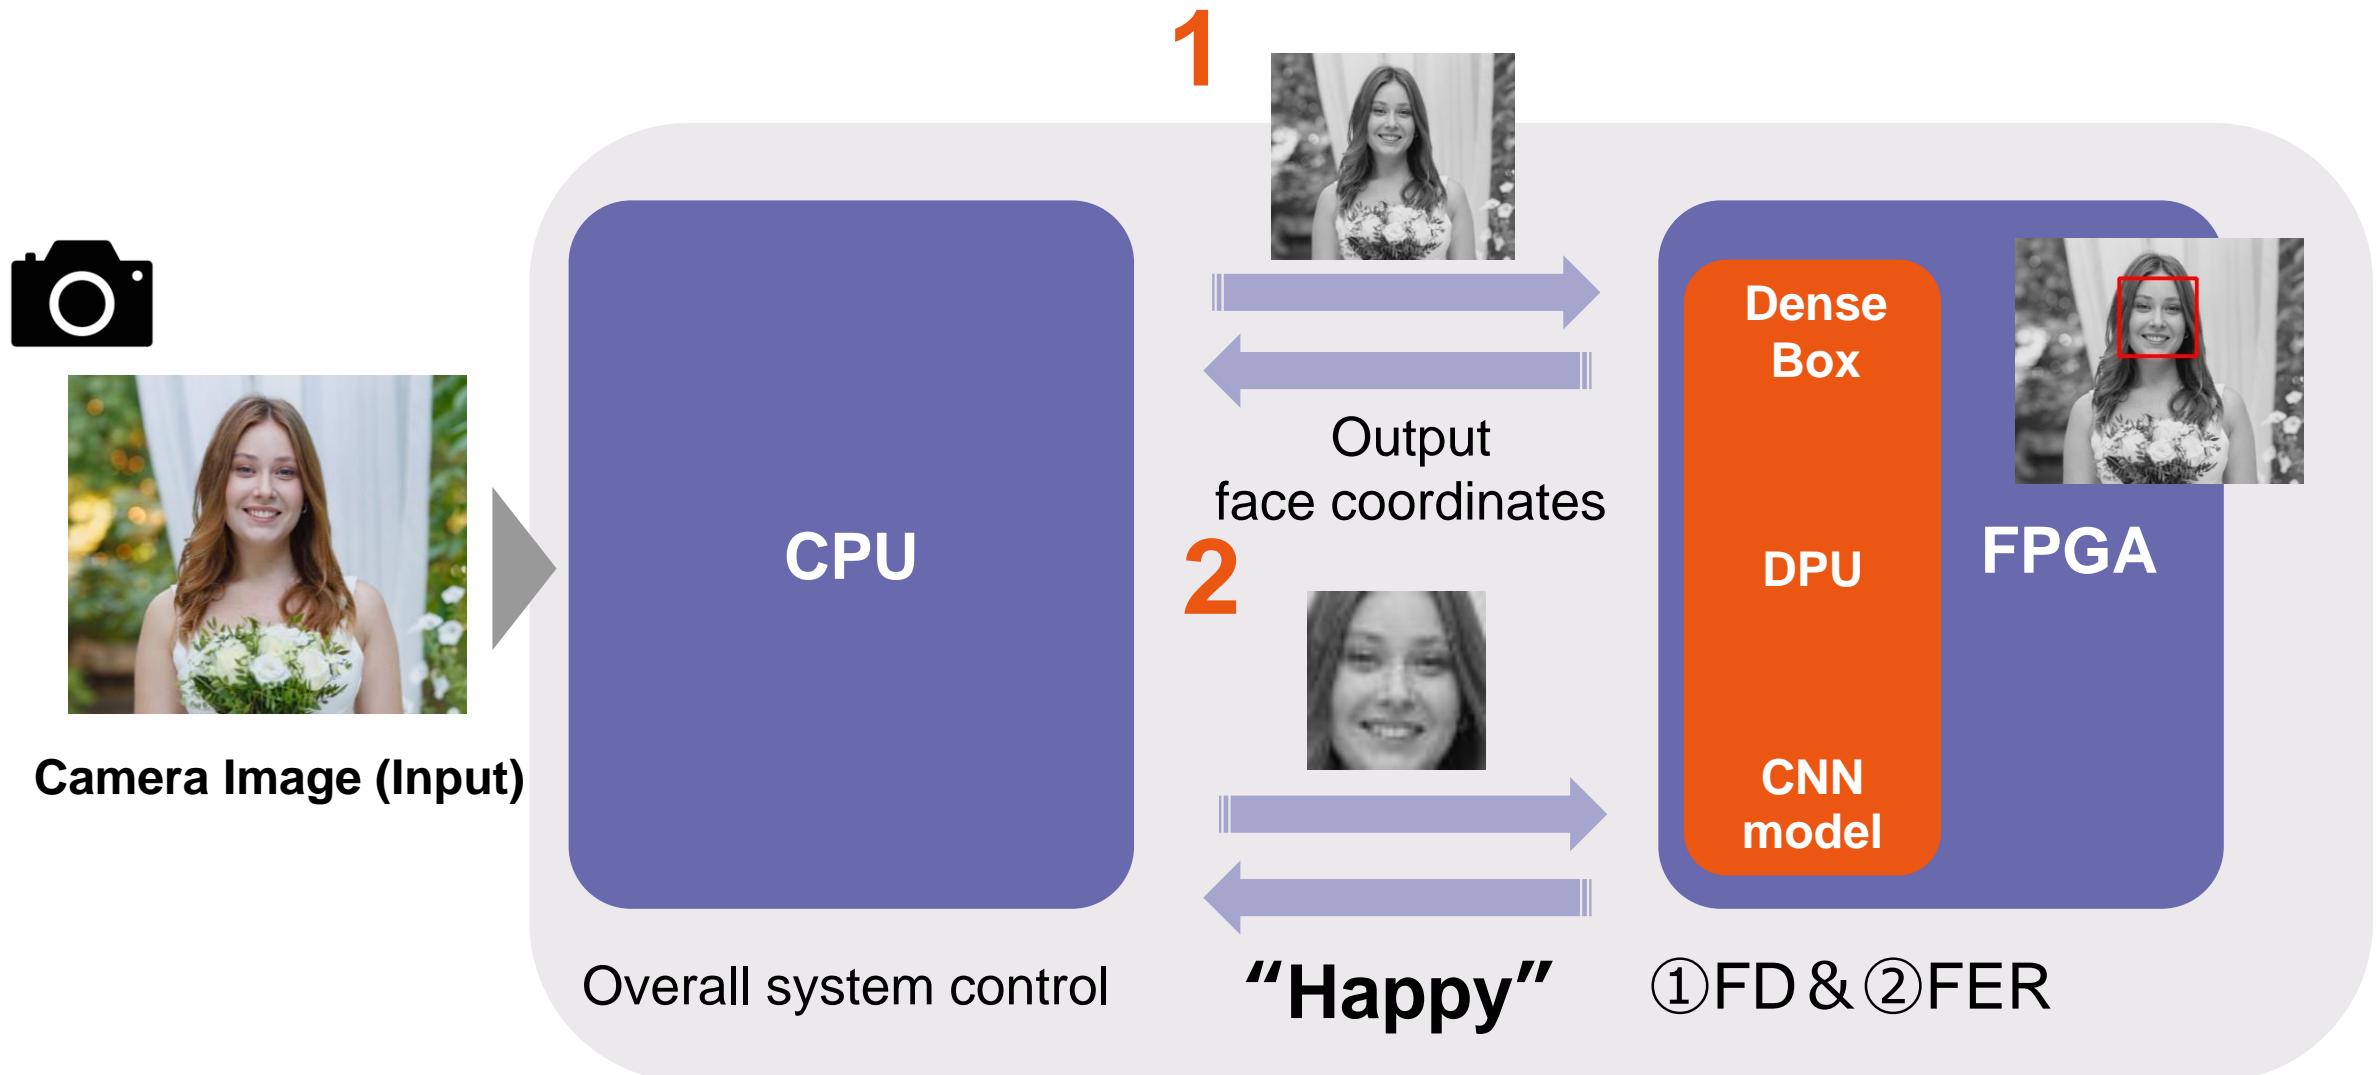 1
Dense
Box
Output
face coordinates
CPU
2
DPU
FPGA
Camera Image (Input)
CNN
model
Overall system control
“Happy”
①FD&②FER